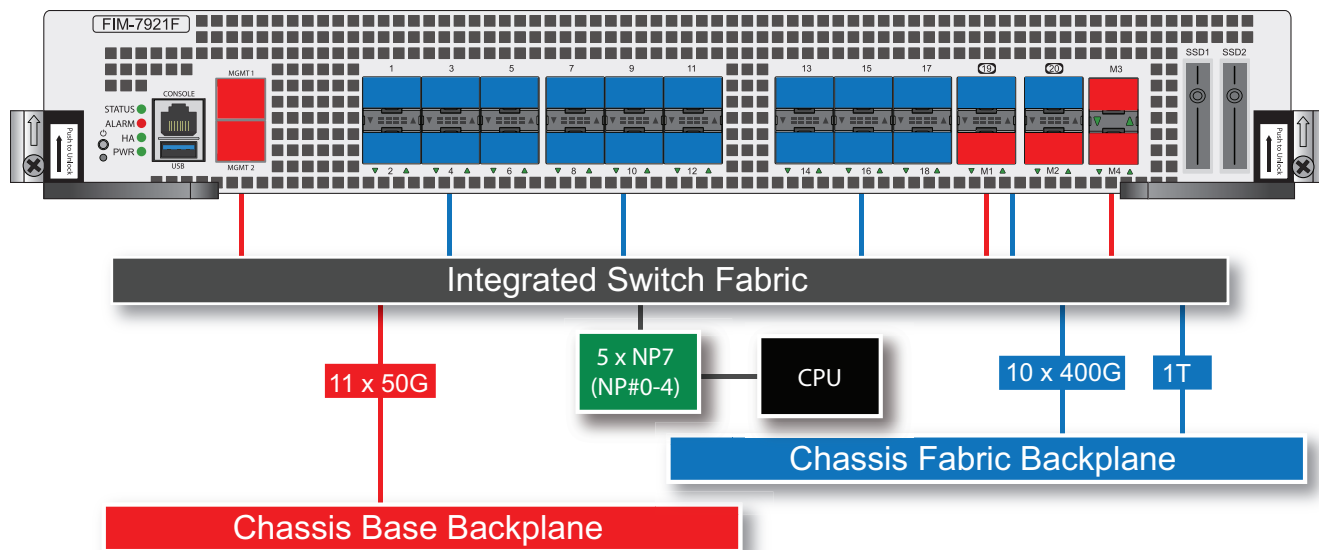 FIM-7921F
SSD1 SSD2
1 3 5 7 9 11 13 15 17 19 20 M3
MGMT 1
CONSOLE
STATUS
ALARM
HA
PWR
USB
MGMT 2
Push to Unlock
Push to Unlock
2 4 6 8 10 12 14 16 18 M1 M2 M4
Integrated Switch Fabric
11 x 50G
5 x NP7
(NP#0-4)
CPU
10 x 400G
1T
Chassis Fabric Backplane
Chassis Base Backplane